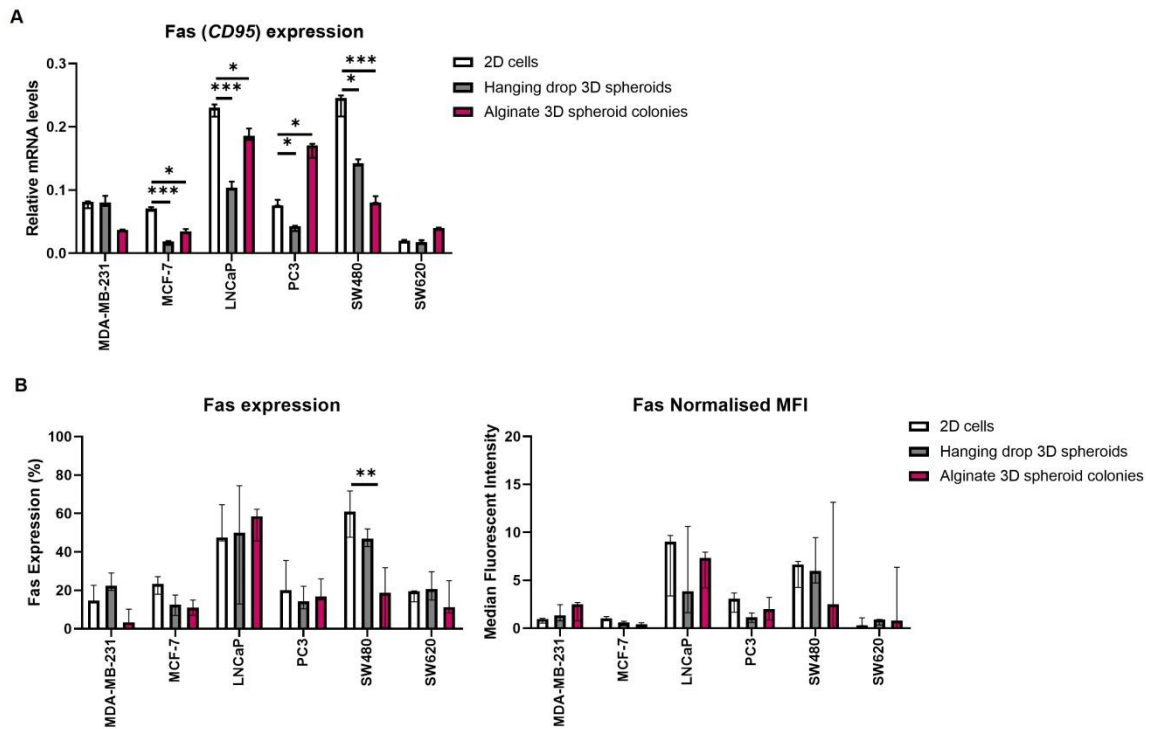 A
Fas (CD95) expression
Relative mRNA levels
0.3
0.2
0.1
0.0
***
*
***
*
*
*
***
*
MDA-MB-231
MCF-7
LNCaP
PC3
SW480
SW620
2D cells
Hanging drop 3D spheroids
Alginate 3D spheroid colonies
B
Fas expression
Fas Expression (%)
100
80
60
40
20
0
**
MDA-MB-231
MCF-7
LNCaP
PC3
SW480
SW620
Fas Normalised MFI
Median Fluorescent Intensity
20
15
10
5
0
MDA-MB-231
MCF-7
LNCaP
PC3
SW480
SW620
2D cells
Hanging drop 3D spheroids
Alginate 3D spheroid colonies